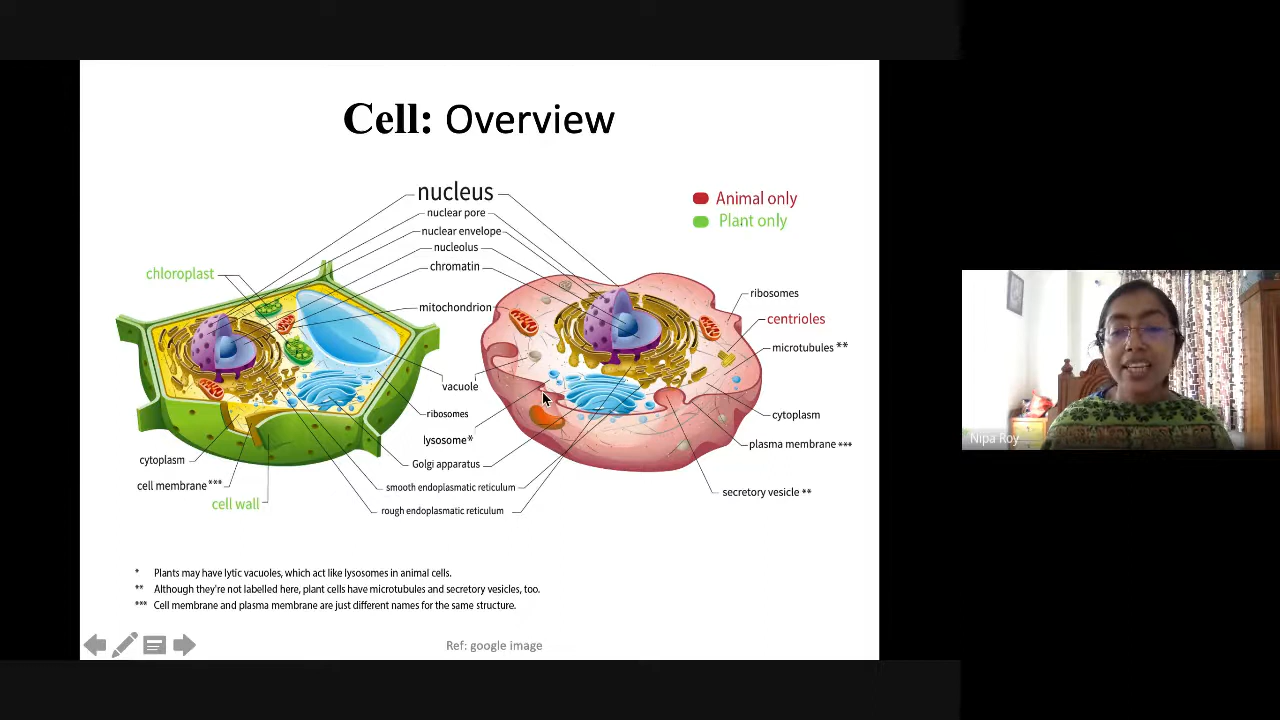 Cell: Overview
nucleus
nuclear pore
nuclear envelope
nucleolus
chromatin
mitochondrion
Animal only
Plant only
chloroplast
ribosomes
centrioles
microtubules **
vacuole
ribosomes
lysosome*
Golgi apparatus
smooth endoplasmatic reticulum
rough endoplasmatic reticulum
cytoplasm
plasma membrane ***
secretory vesicle **
cytoplasm
cell membrane ***
cell wall
* Plants may have lytic vacuoles, which act like lysosomes in animal cells.
** Although they're not labelled here, plant cells have microtubules and secretory vesicles, too.
*** Cell membrane and plasma membrane are just different names for the same structure.
Ref: google image
Nipa Roy